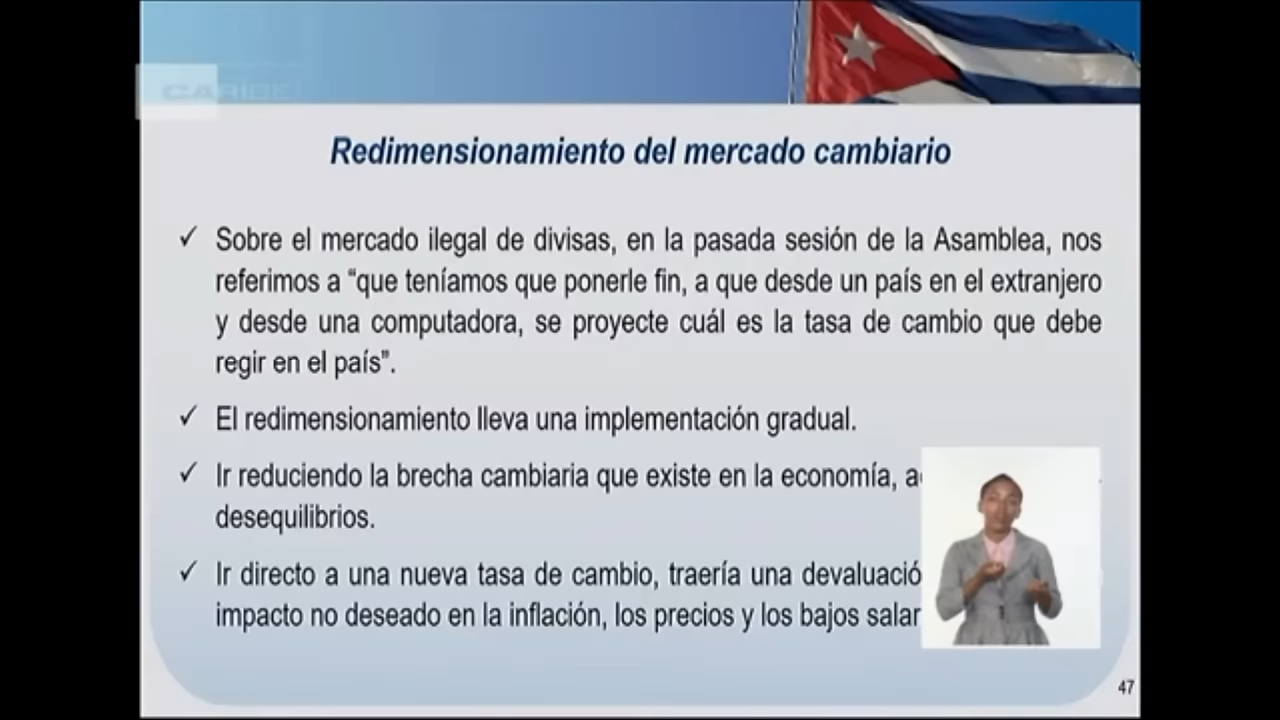 CARIBE
Redimensionamiento del mercado cambiario
✓ Sobre el mercado ilegal de divisas, en la pasada sesión de la Asamblea, nos
referimos a “que teníamos que ponerle fin, a que desde un país en el extranjero
y desde una computadora, se proyecte cuál es la tasa de cambio que debe
regir en el país”.
✓ El redimensionamiento lleva una implementación gradual.
✓ Ir reduciendo la brecha cambiaria que existe en la economía,
desequilibrios.
✓ Ir directo a una nueva tasa de cambio, traería una
impacto no deseado en la inflación, los precios y los bajos
47